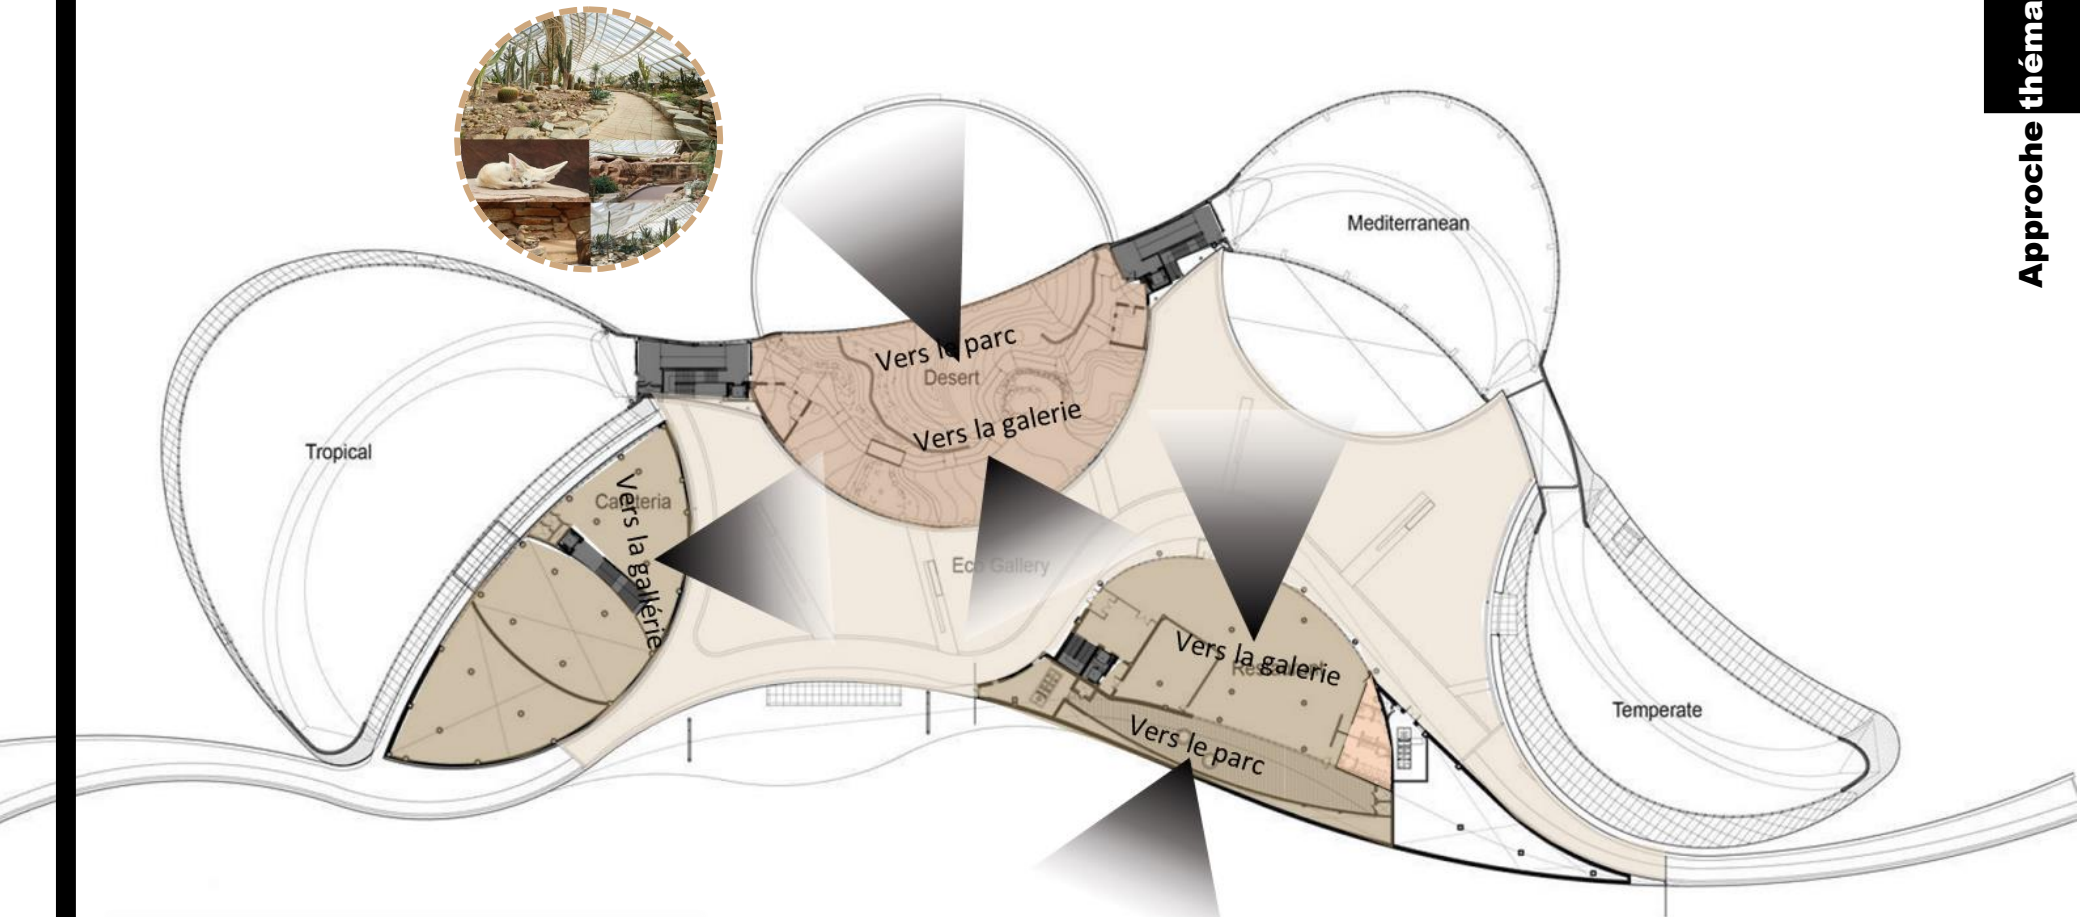 Approche théma
Mediterranean
Vers le parc
Desert
Vers la galerie
Tropical
Cafeteria
Vers la gallérie
Eco Gallery
Vers la galerie
Vers le parc
Temperate